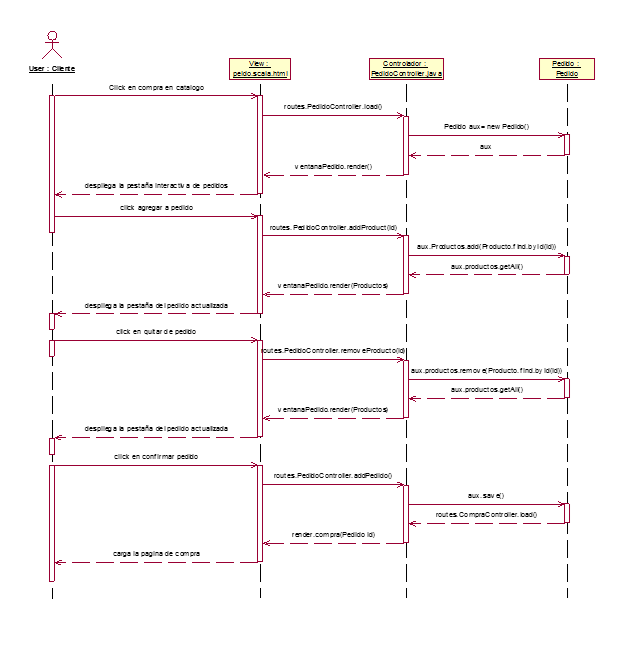 User : Cliente
View :
peido.scala.html
Controlador :
PedidoController.java
Pedido :
Pedido
Click en compra en catalogo
routes.PedidoController.load()
Pedido aux= new Pedido()
aux
ventanaPedido.render()
despliega la pestaña interactiva de pedidos
click agregar a pedido
routes.PedidoController.addProduct(id)
aux.Productos.add(Producto.find.byId(id))
aux.productos.getAll()
ventanaPedido.render(Productos)
despliega la pestaña del pedido actualizada
click en quitar de pedido
routes.PedidoController.removeProducto(id)
aux.productos.remove(Producto.find.byId(id))
aux.productos.getAll()
ventanaPedido.render(Productos)
despliega la pestaña del pedido actualizada
click en confirmar pedido
routes.PedidoController.addPedido()
aux.save()
routes.CompraController.load()
render.compra(Pedido id)
carga la pagina de compra